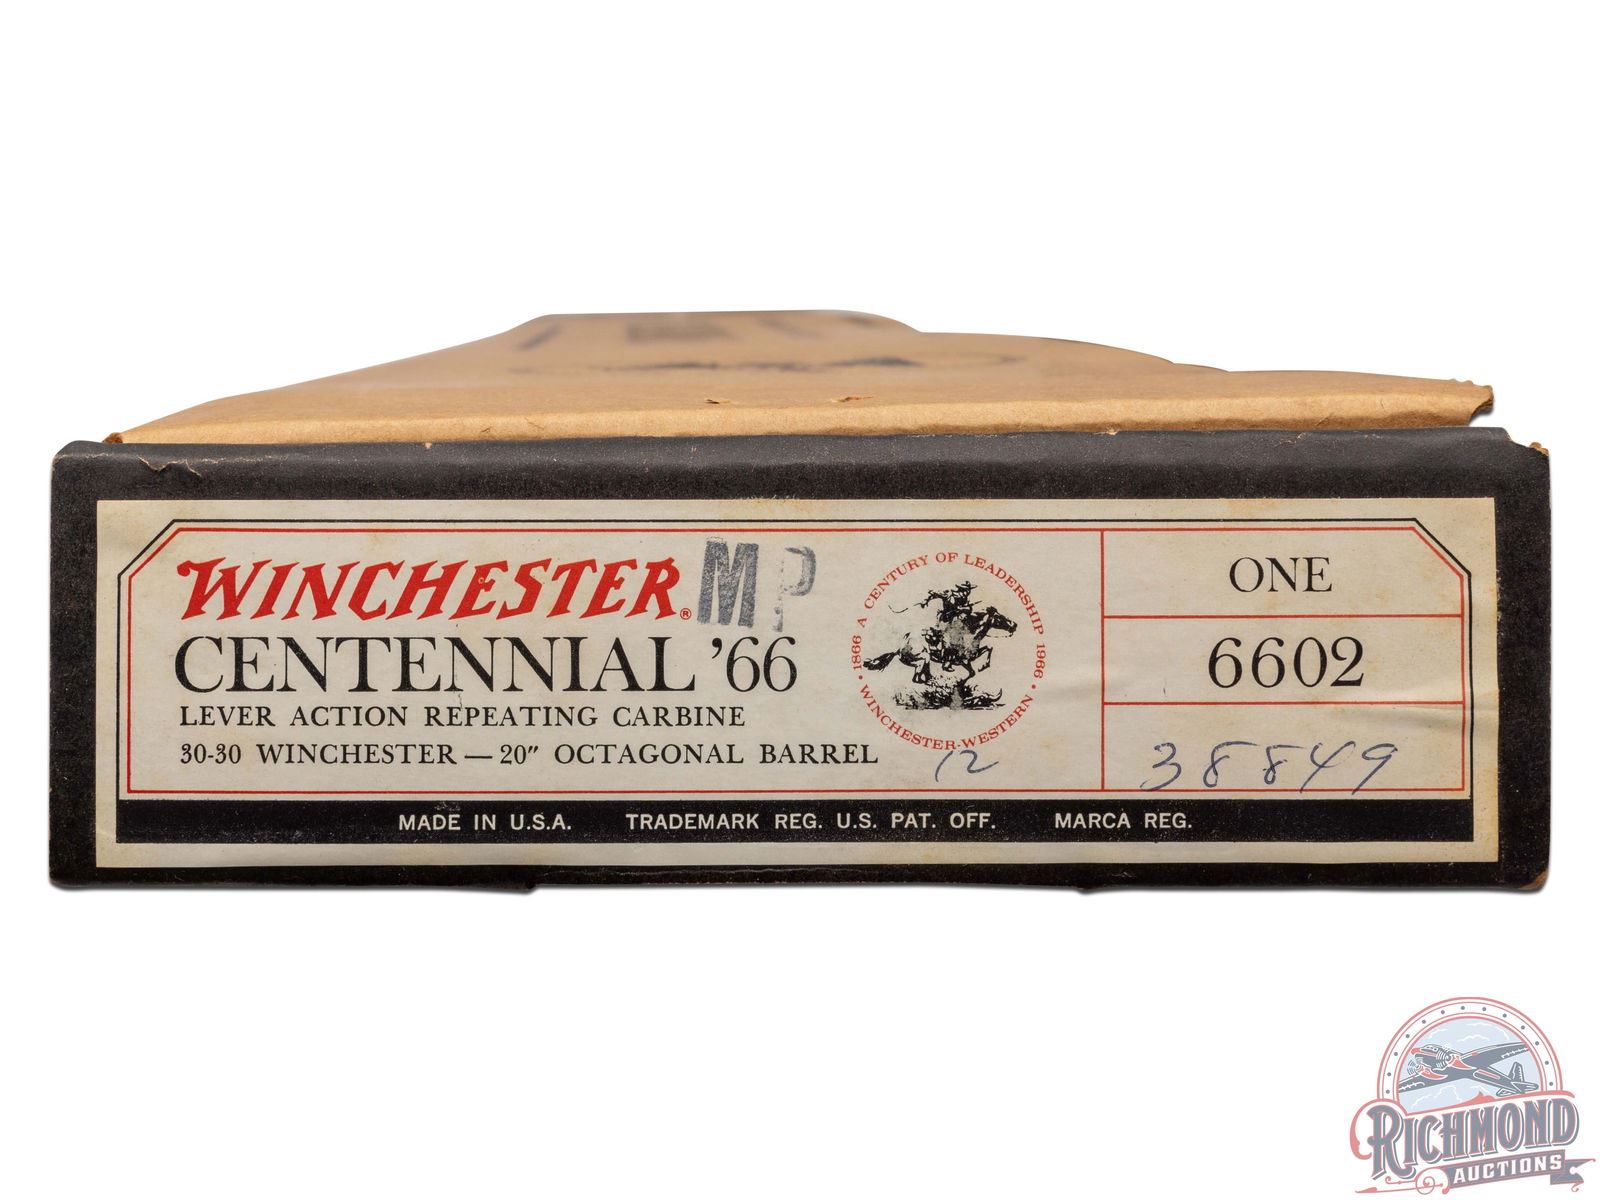 WINCHESTER® MP
CENTENNIAL '66
LEVER ACTION REPEATING CARBINE
30-30 WINCHESTER — 20" OCTAGONAL BARREL
• 1866 A CENTURY OF LEADERSHIP 1966 •
WINCHESTER-WESTERN
12
ONE
6602
38849
MADE IN U.S.A. TRADEMARK REG. U.S. PAT. OFF. MARCA REG.
RICHMOND
AUCTIONS